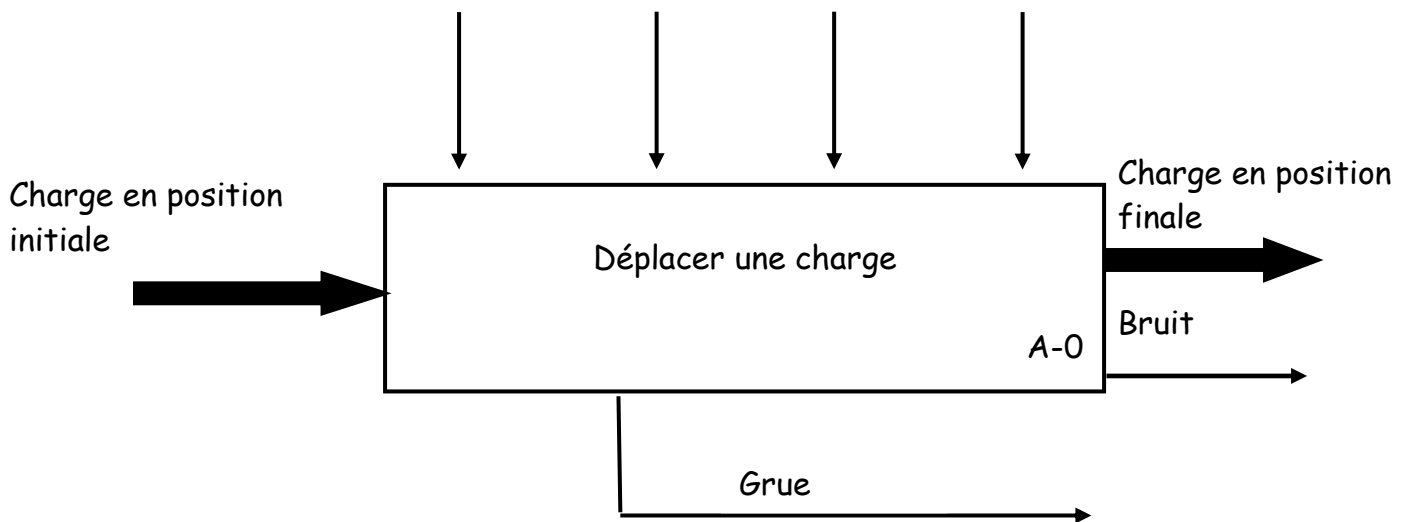 Charge en position
initiale
Déplacer une charge
A-0
Charge en position
finale
Bruit
Grue